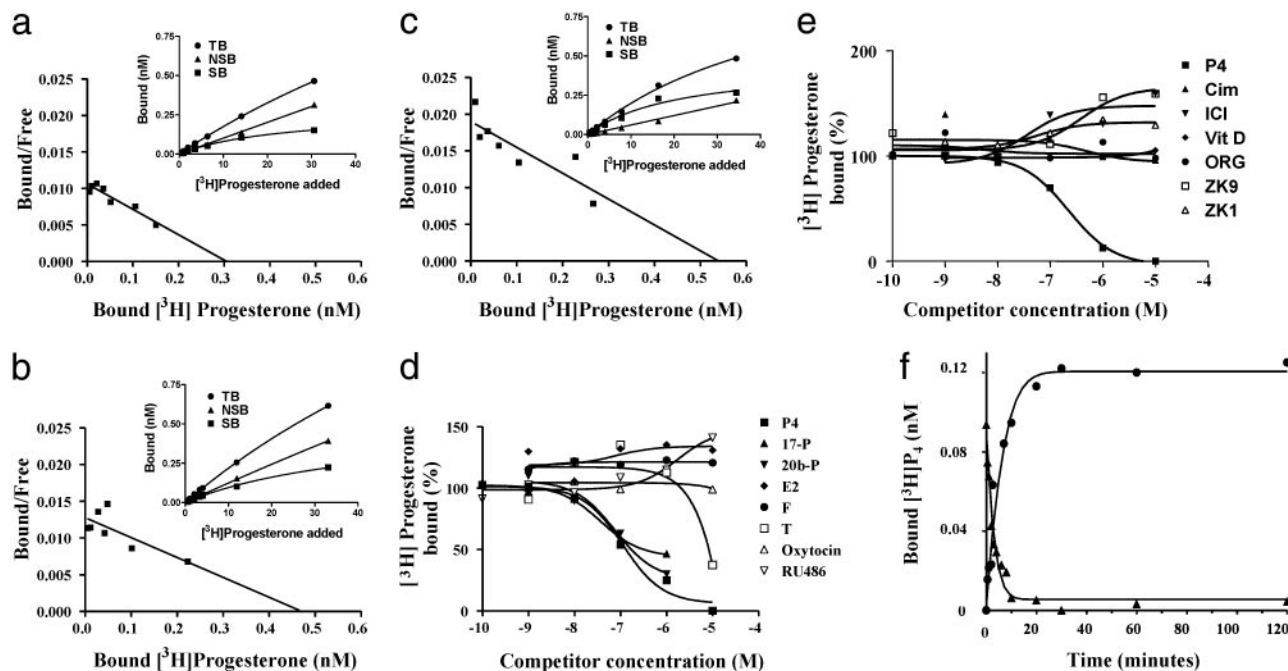 a
0.025
0.020
0.015
0.010
0.005
0.000
Bound/Free
0.0 0.1 0.2 0.3 0.4 0.5 0.6
Bound [³H] Progesterone (nM)
0.75
0.50
0.25
0.00
Bound (nM)
TB
NSB
SB
0 10 20 30 40
[³H]Progesterone added
c
0.025
0.020
0.015
0.010
0.005
0.000
Bound/Free
0.0 0.1 0.2 0.3 0.4 0.5 0.6
Bound [³H]Progesterone (nM)
0.75
0.50
0.25
0.00
Bound (nM)
TB
NSB
SB
0 10 20 30 40
[³H]Progesterone added
e
200
100
0
[³H] Progesterone
bound (%)
-10 -9 -8 -7 -6 -5 -4
Competitor concentration (M)
P4
Cim
ICI
Vit D
ORG
ZK9
ZK1
b
0.025
0.020
0.015
0.010
0.005
0.000
Bound/Free
0.0 0.1 0.2 0.3 0.4 0.5 0.6
Bound [³H]Progesterone (nM)
0.75
0.50
0.25
0.00
Bound (nM)
TB
NSB
SB
0 10 20 30 40
[³H]Progesterone added
d
150
100
50
0
[³H] Progesterone
bound (%)
-10 -9 -8 -7 -6 -5 -4
Competitor concentration (M)
P4
17-P
20b-P
E2
F
T
Oxytocin
RU486
f
0.12
0.08
0.04
0
Bound [³H]P₄ (nM
0 20 40 60 80 100 120
Time (minutes)